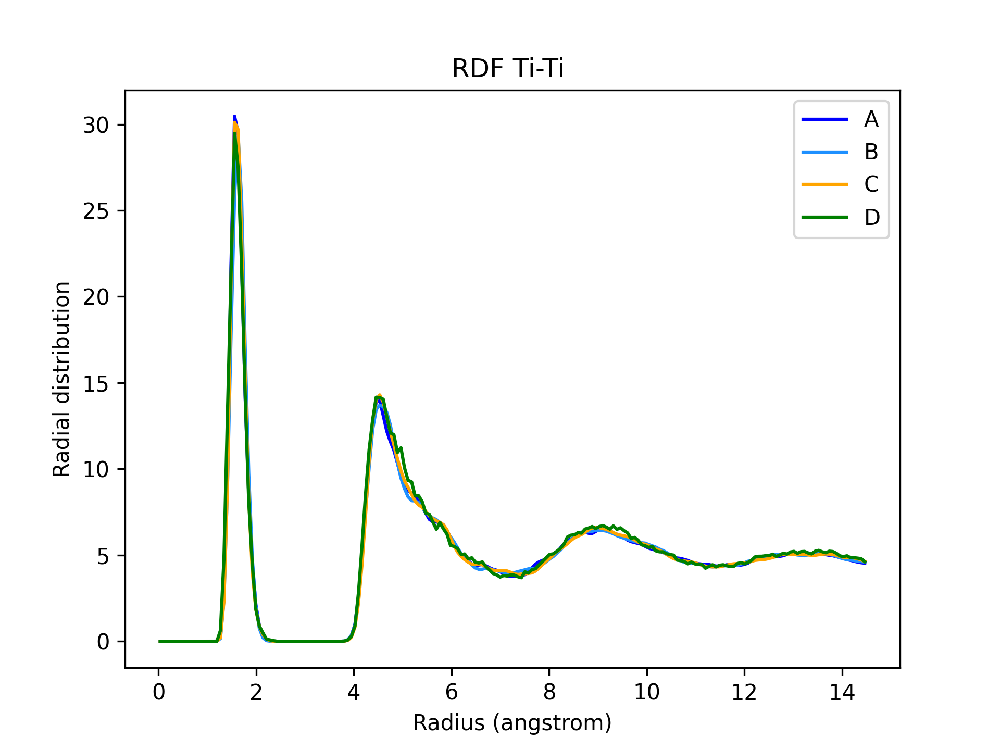 RDF Ti-Ti
A
B
C
D
30
25
20
15
10
5
0
Radial distribution
0 2 4 6 8 10 12 14
Radius (angstrom)